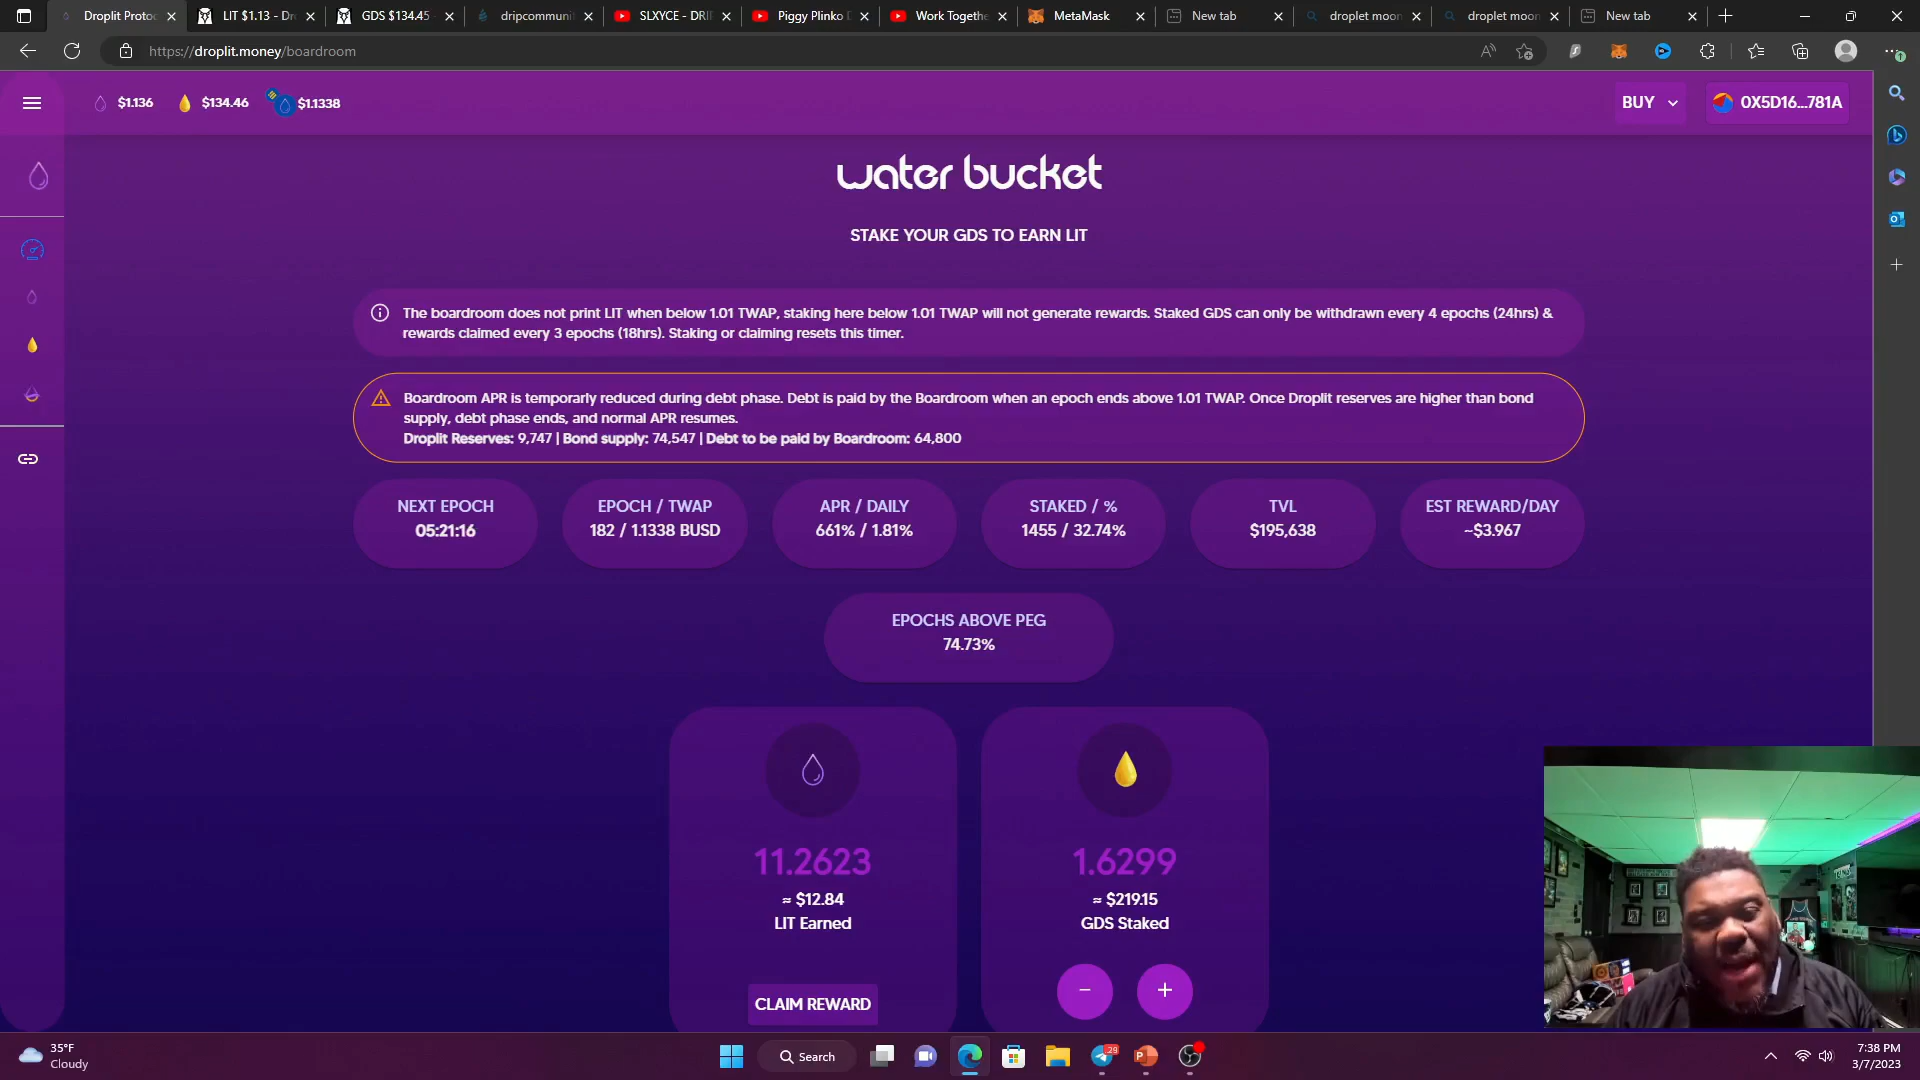 Droplit Protoc
LIT $1.13 - Dr
GDS $134.45 -
dripcommuni
SLXYCE - DRI
Piggy Plinko D
Work Togethe
MetaMask
New tab
droplet moon
droplet moon
New tab
https://droplit.money/boardroom
$1.136
$134.46
$1.1338
BUY
0X5D16...781A
water bucket
STAKE YOUR GDS TO EARN LIT
The boardroom does not print LIT when below 1.01 TWAP, staking here below 1.01 TWAP will not generate rewards. Staked GDS can only be withdrawn every 4 epochs (24hrs) &
rewards claimed every 3 epochs (18hrs). Staking or claiming resets this timer.
Boardroom APR is temporarly reduced during debt phase. Debt is paid by the Boardroom when an epoch ends above 1.01 TWAP. Once Droplit reserves are higher than bond
supply, debt phase ends, and normal APR resumes.
Droplit Reserves: 9,747 | Bond supply: 74,547 | Debt to be paid by Boardroom: 64,800
NEXT EPOCH
05:21:16
EPOCH / TWAP
182 / 1.1338 BUSD
APR / DAILY
661% / 1.81%
STAKED / %
1455 / 32.74%
TVL
$195,638
EST REWARD/DAY
~$3.967
EPOCHS ABOVE PEG
74.73%
11.2623
≈ $12.84
LIT Earned
CLAIM REWARD
1.6299
≈ $219.15
GDS Staked
−
+
35°F
Cloudy
Search
29
7:38 PM
3/7/2023